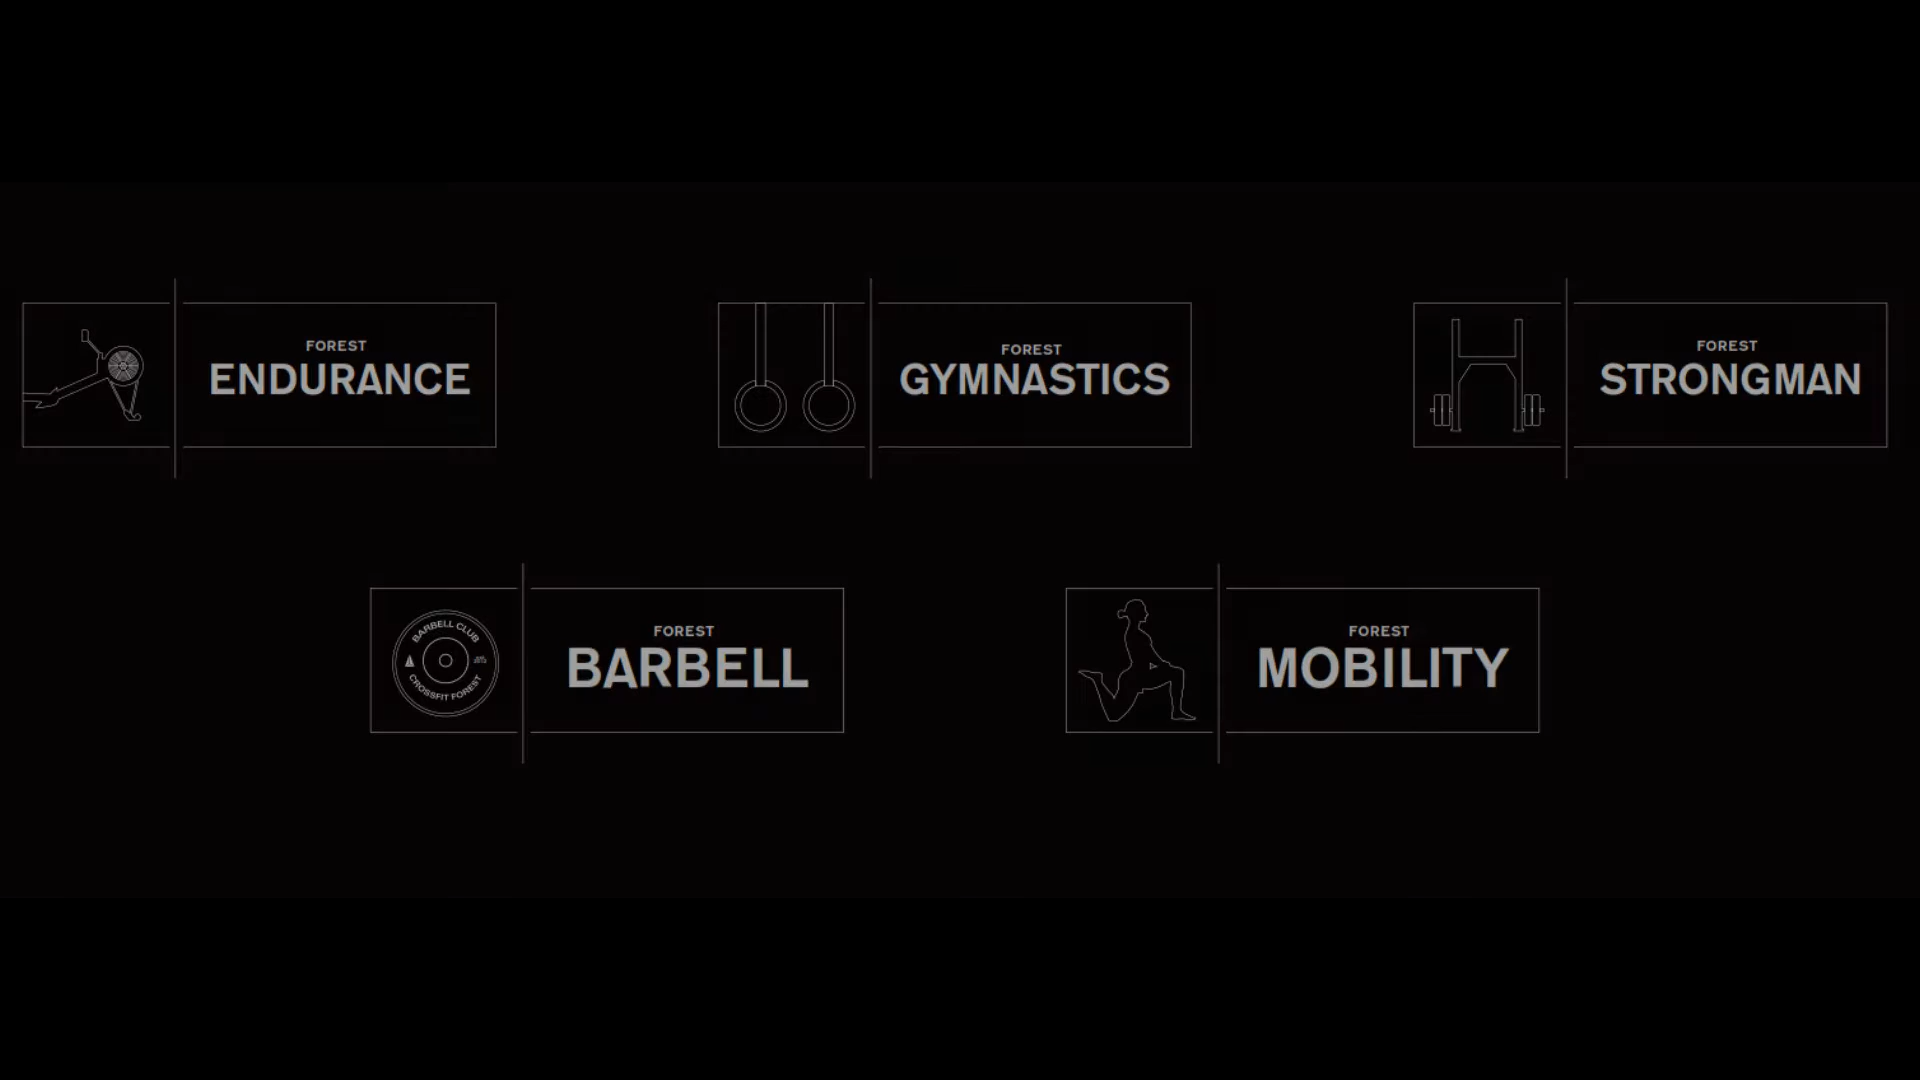 FOREST
ENDURANCE
FOREST
GYMNASTICS
FOREST
STRONGMAN
BARBELL CLUB
CROSSFIT FOREST
FOREST
BARBELL
FOREST
MOBILITY